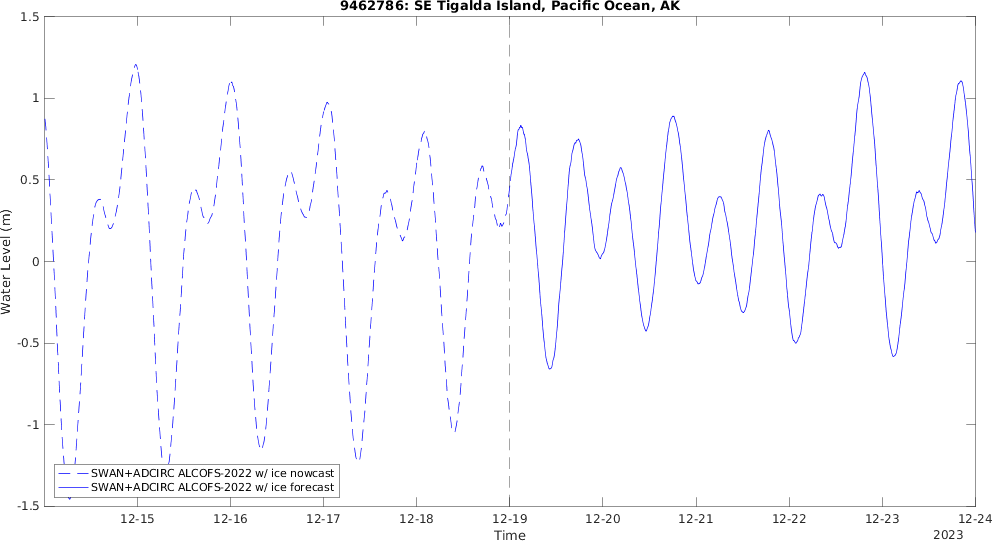 9462786: SE Tigalda Island, Pacific Ocean, AK
1.5
1
0.5
0
-0.5
-1
-1.5
Water Level (m)
SWAN+ADCIRC ALCOFS-2022 w/ ice nowcast
SWAN+ADCIRC ALCOFS-2022 w/ ice forecast
12-15 12-16 12-17 12-18 12-19 12-20 12-21 12-22 12-23 12-24
Time
2023